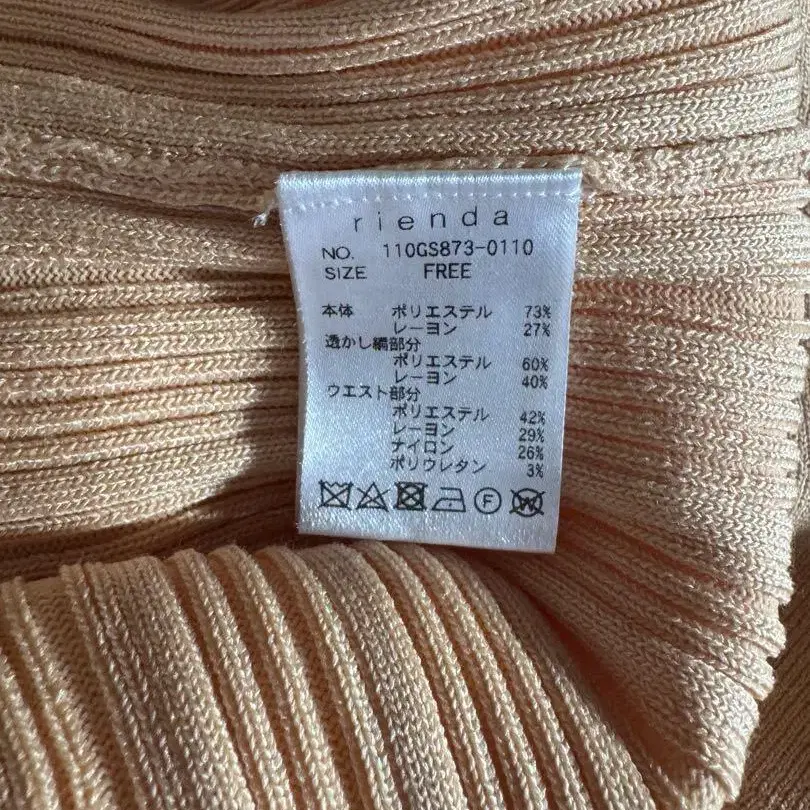 rienda
NO. 110GS873-0110
SIZE FREE
本体 ポリエステル 73%
レーヨン 27%
透かし編部分
ポリエステル 60%
レーヨン 40%
ウエスト部分
ポリエステル 42%
レーヨン 29%
ナイロン 26%
ポリウレタン 3%
F W